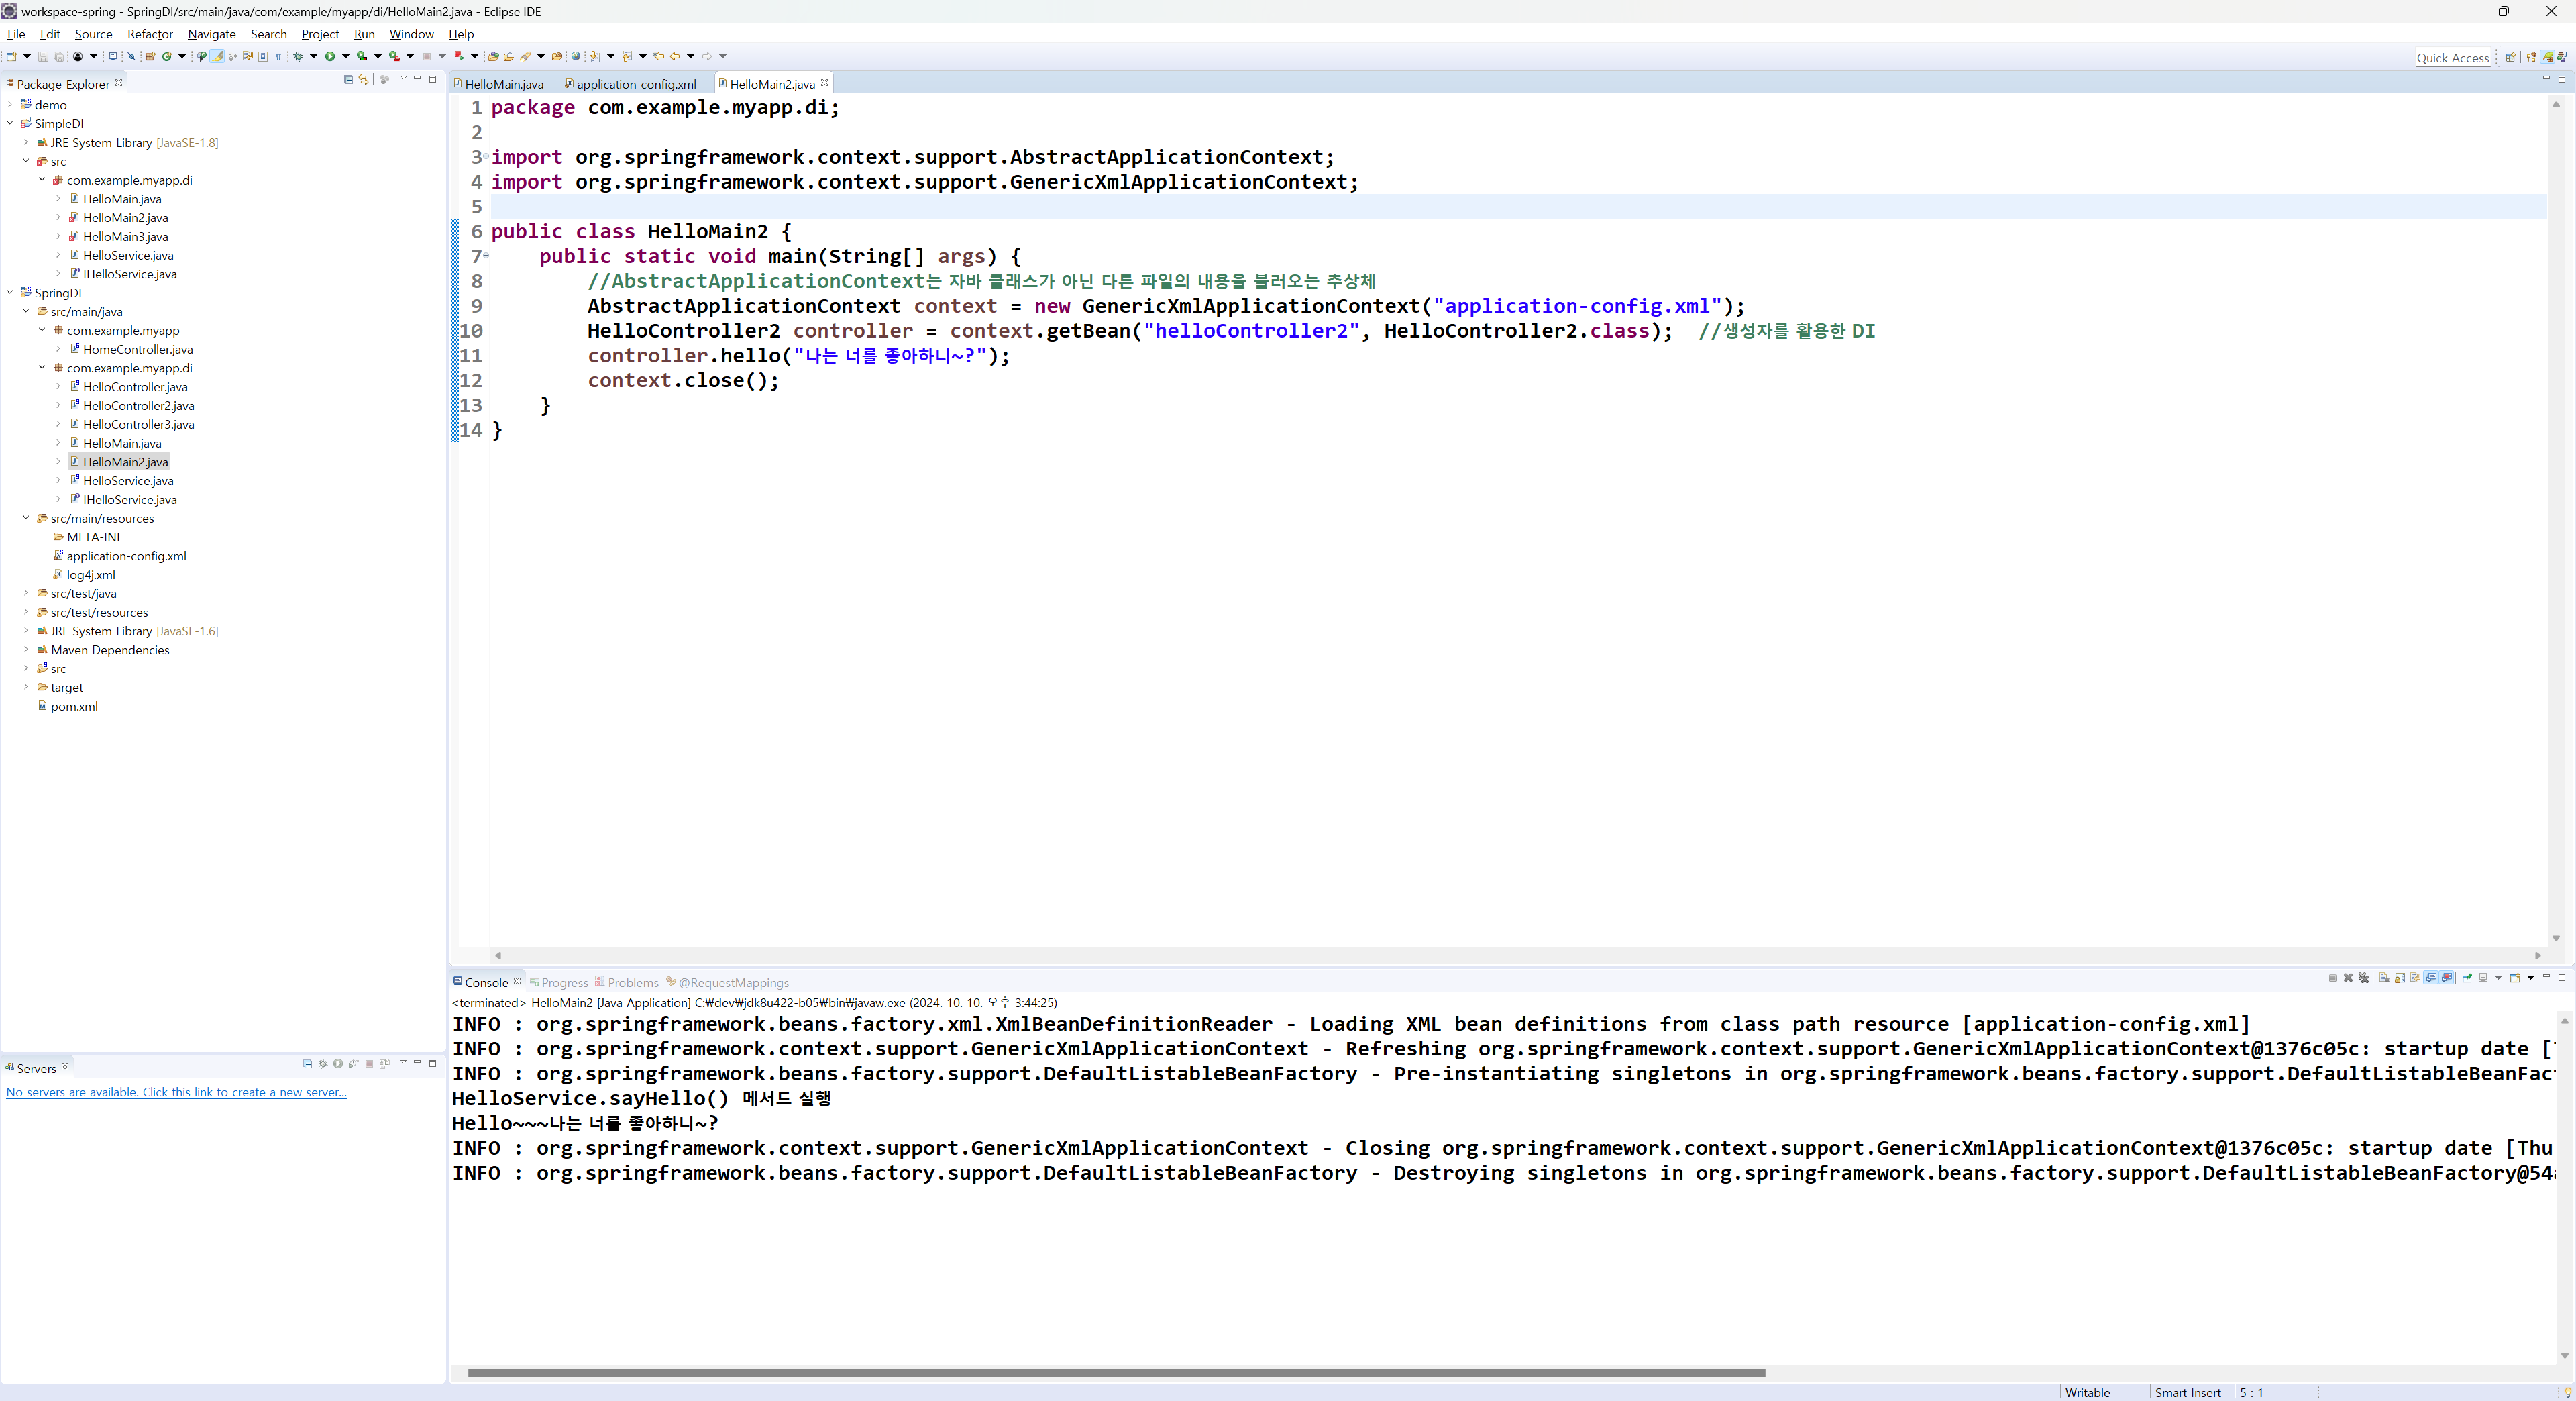 workspace-spring - SpringDI/src/main/java/com/example/myapp/di/HelloMain2.java - Eclipse IDE
File Edit Source Refactor Navigate Search Project Run Window Help
Quick Access
Package Explorer
demo
SimpleDI
JRE System Library [JavaSE-1.8]
src
com.example.myapp.di
HelloMain.java
HelloMain2.java
HelloMain3.java
HelloService.java
IHelloService.java
SpringDI
src/main/java
com.example.myapp
HomeController.java
com.example.myapp.di
HelloController.java
HelloController2.java
HelloController3.java
HelloMain.java
HelloMain2.java
HelloService.java
IHelloService.java
src/main/resources
META-INF
application-config.xml
log4j.xml
src/test/java
src/test/resources
JRE System Library [JavaSE-1.6]
Maven Dependencies
src
target
pom.xml
Servers
No servers are available. Click this link to create a new server...
HelloMain.java application-config.xml HelloMain2.java
1 package com.example.myapp.di;
2
3 import org.springframework.context.support.AbstractApplicationContext;
4 import org.springframework.context.support.GenericXmlApplicationContext;
5
6 public class HelloMain2 {
7 public static void main(String[] args) {
8 //AbstractApplicationContext는 자바 클래스가 아닌 다른 파일의 내용을 불러오는 추상체
9 AbstractApplicationContext context = new GenericXmlApplicationContext("application-config.xml");
10 HelloController2 controller = context.getBean("helloController2", HelloController2.class); //생성자를 활용한 DI
11 controller.hello("나는 너를 좋아하니~?");
12 context.close();
13 }
14 }
Console Progress Problems @RequestMappings
<terminated> HelloMain2 [Java Application] C:₩dev₩jdk8u422-b05₩bin₩javaw.exe (2024. 10. 10. 오후 3:44:25)
INFO : org.springframework.beans.factory.xml.XmlBeanDefinitionReader - Loading XML bean definitions from class path resource [application-config.xml]
INFO : org.springframework.context.support.GenericXmlApplicationContext - Refreshing org.springframework.context.support.GenericXmlApplicationContext@1376c05c: startup date [
INFO : org.springframework.beans.factory.support.DefaultListableBeanFactory - Pre-instantiating singletons in org.springframework.beans.factory.support.DefaultListableBeanFac
HelloService.sayHello() 메서드 실행
Hello~~~나는 너를 좋아하니~?
INFO : org.springframework.context.support.GenericXmlApplicationContext - Closing org.springframework.context.support.GenericXmlApplicationContext@1376c05c: startup date [Thu
INFO : org.springframework.beans.factory.support.DefaultListableBeanFactory - Destroying singletons in org.springframework.beans.factory.support.DefaultListableBeanFactory@54
Writable Smart Insert 5 : 1